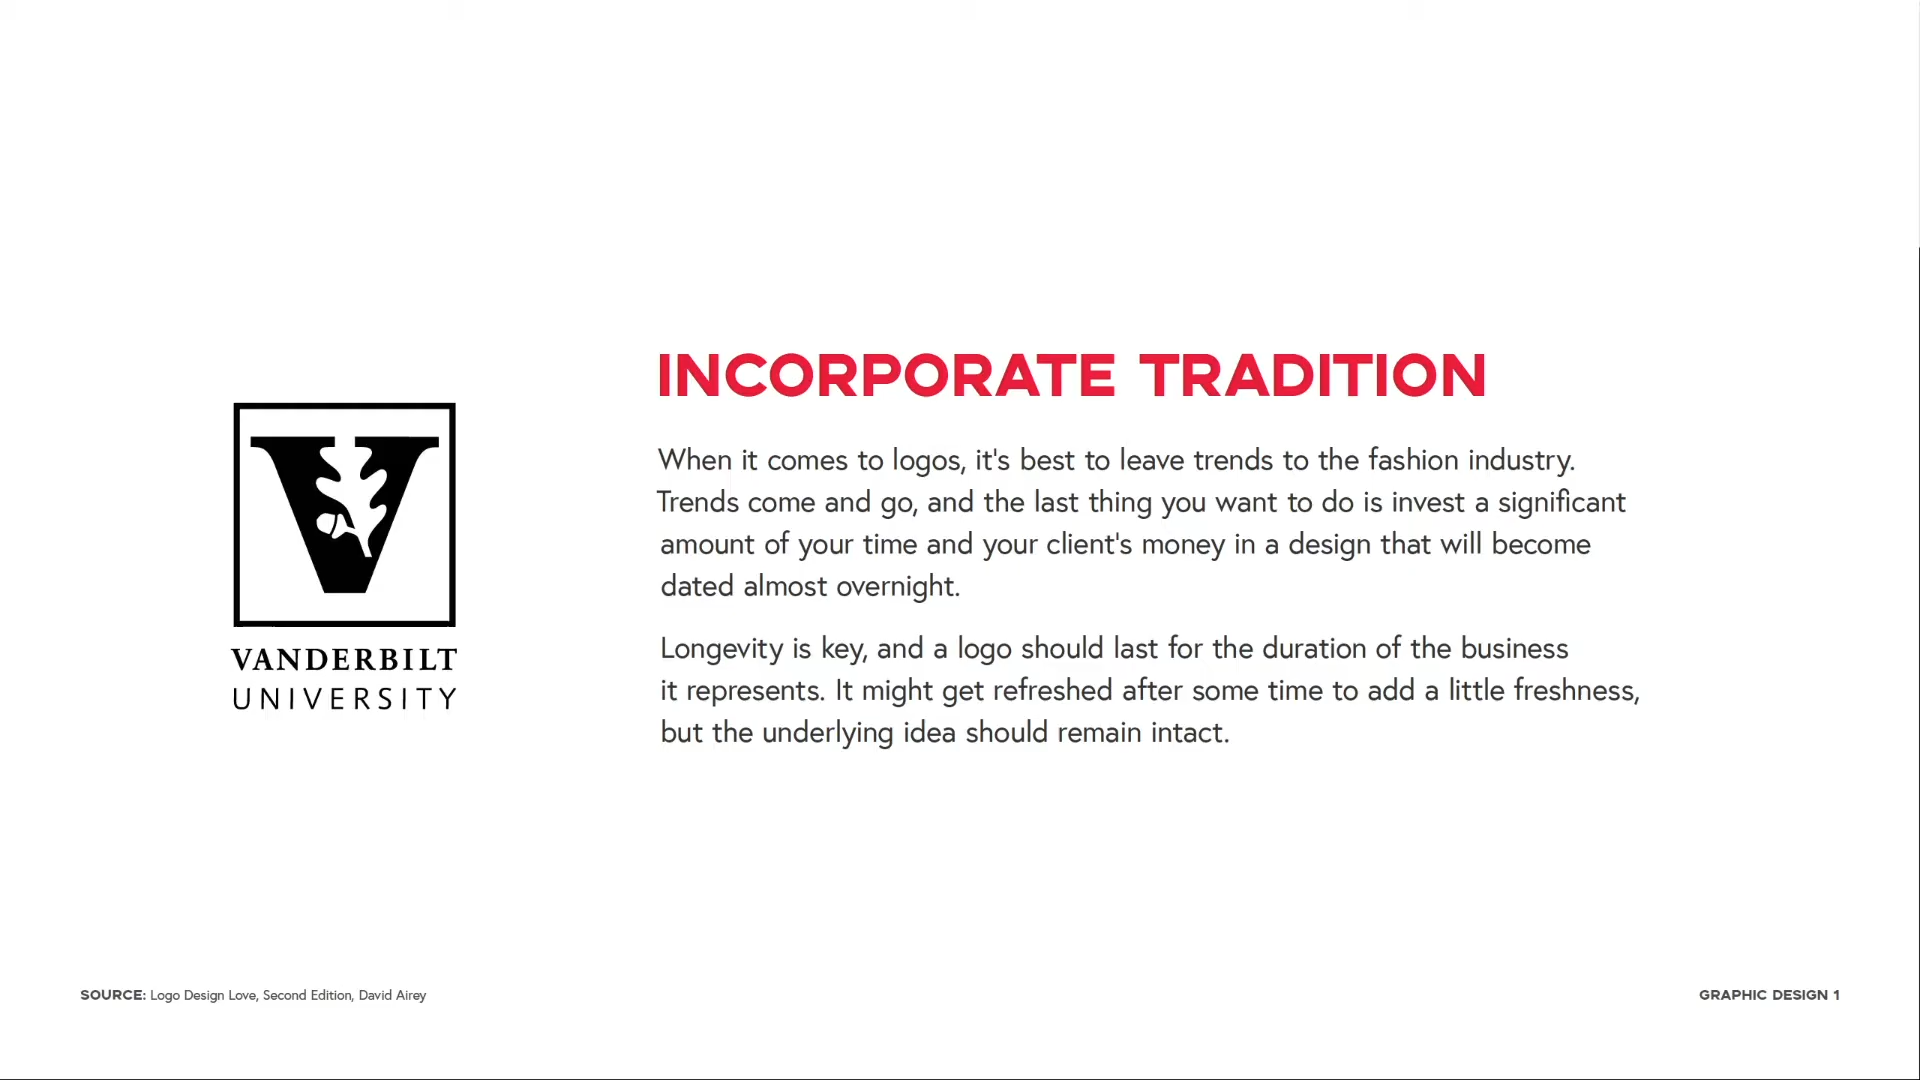 INCORPORATE TRADITION
When it comes to logos, it's best to leave trends to the fashion industry.
Trends come and go, and the last thing you want to do is invest a significant
amount of your time and your client's money in a design that will become
dated almost overnight.
Longevity is key, and a logo should last for the duration of the business
it represents. It might get refreshed after some time to add a little freshness,
but the underlying idea should remain intact.
V
VANDERBILT
UNIVERSITY
SOURCE: Logo Design Love, Second Edition, David Airey
GRAPHIC DESIGN 1